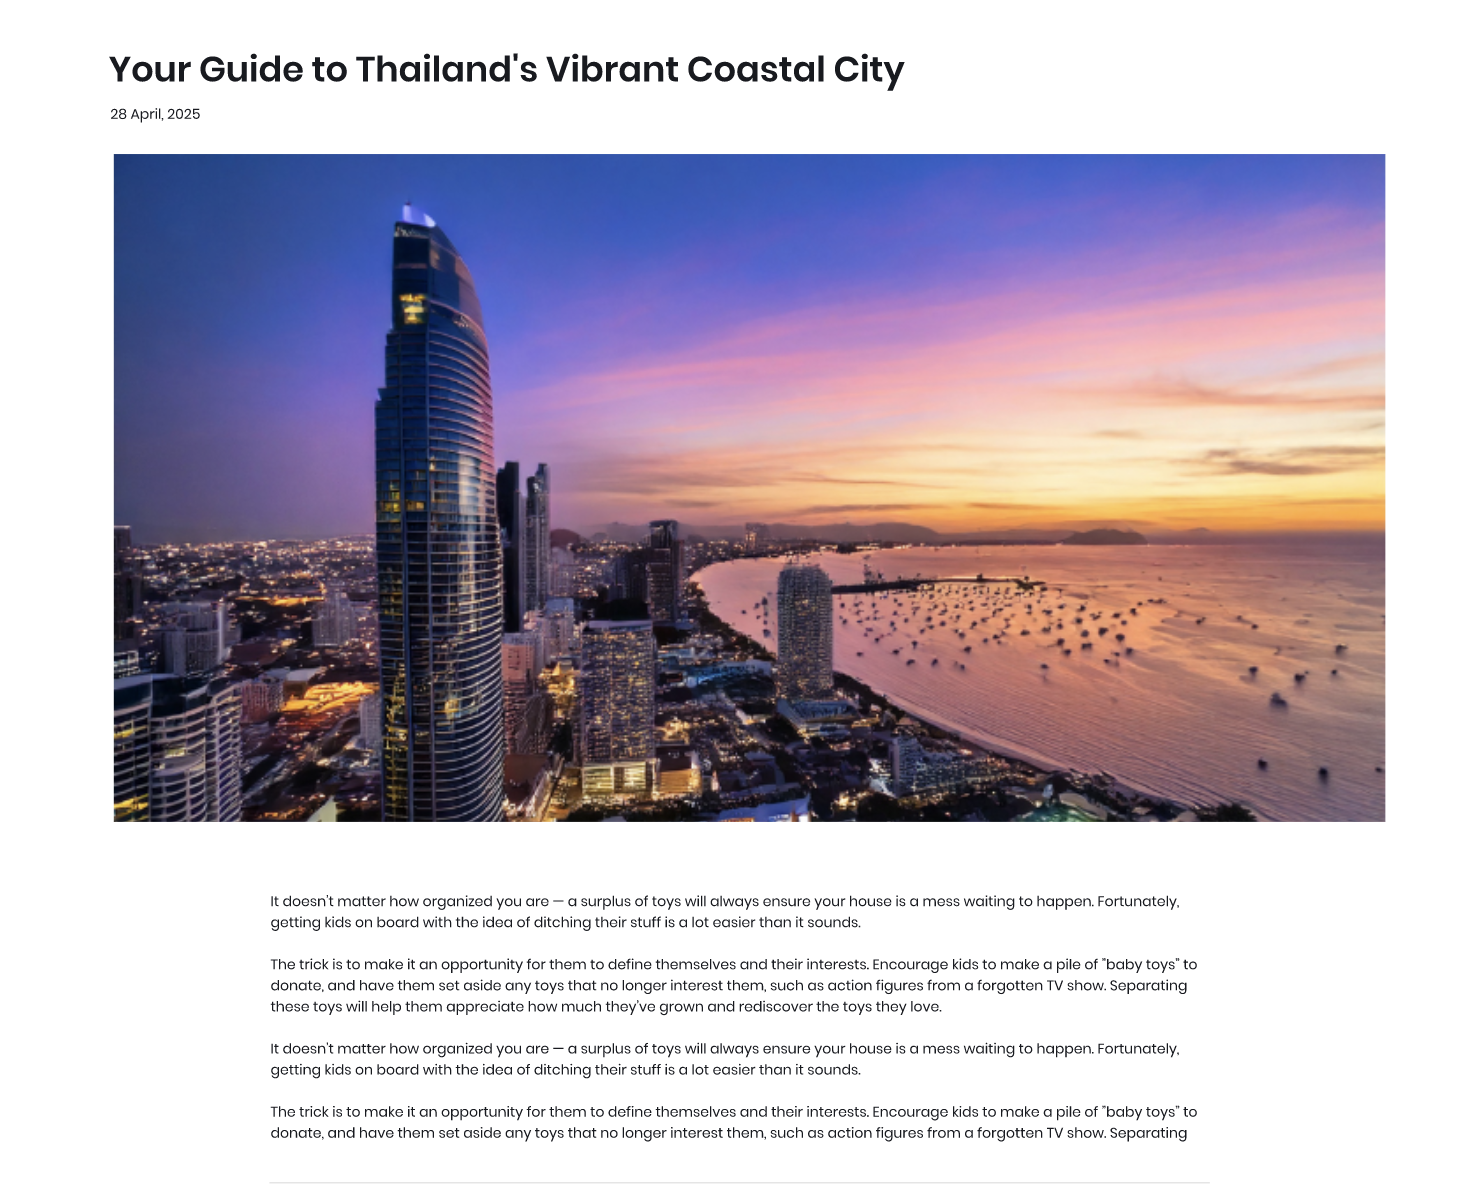 Your Guide to Thailand's Vibrant Coastal City
28 April, 2025
It doesn't matter how organized you are — a surplus of toys will always ensure your house is a mess waiting to happen. Fortunately,
getting kids on board with the idea of ditching their stuff is a lot easier than it sounds.
The trick is to make it an opportunity for them to define themselves and their interests. Encourage kids to make a pile of "baby toys" to
donate, and have them set aside any toys that no longer interest them, such as action figures from a forgotten TV show. Separating
these toys will help them appreciate how much they've grown and rediscover the toys they love.
It doesn't matter how organized you are — a surplus of toys will always ensure your house is a mess waiting to happen. Fortunately,
getting kids on board with the idea of ditching their stuff is a lot easier than it sounds.
The trick is to make it an opportunity for them to define themselves and their interests. Encourage kids to make a pile of "baby toys" to
donate, and have them set aside any toys that no longer interest them, such as action figures from a forgotten TV show. Separating